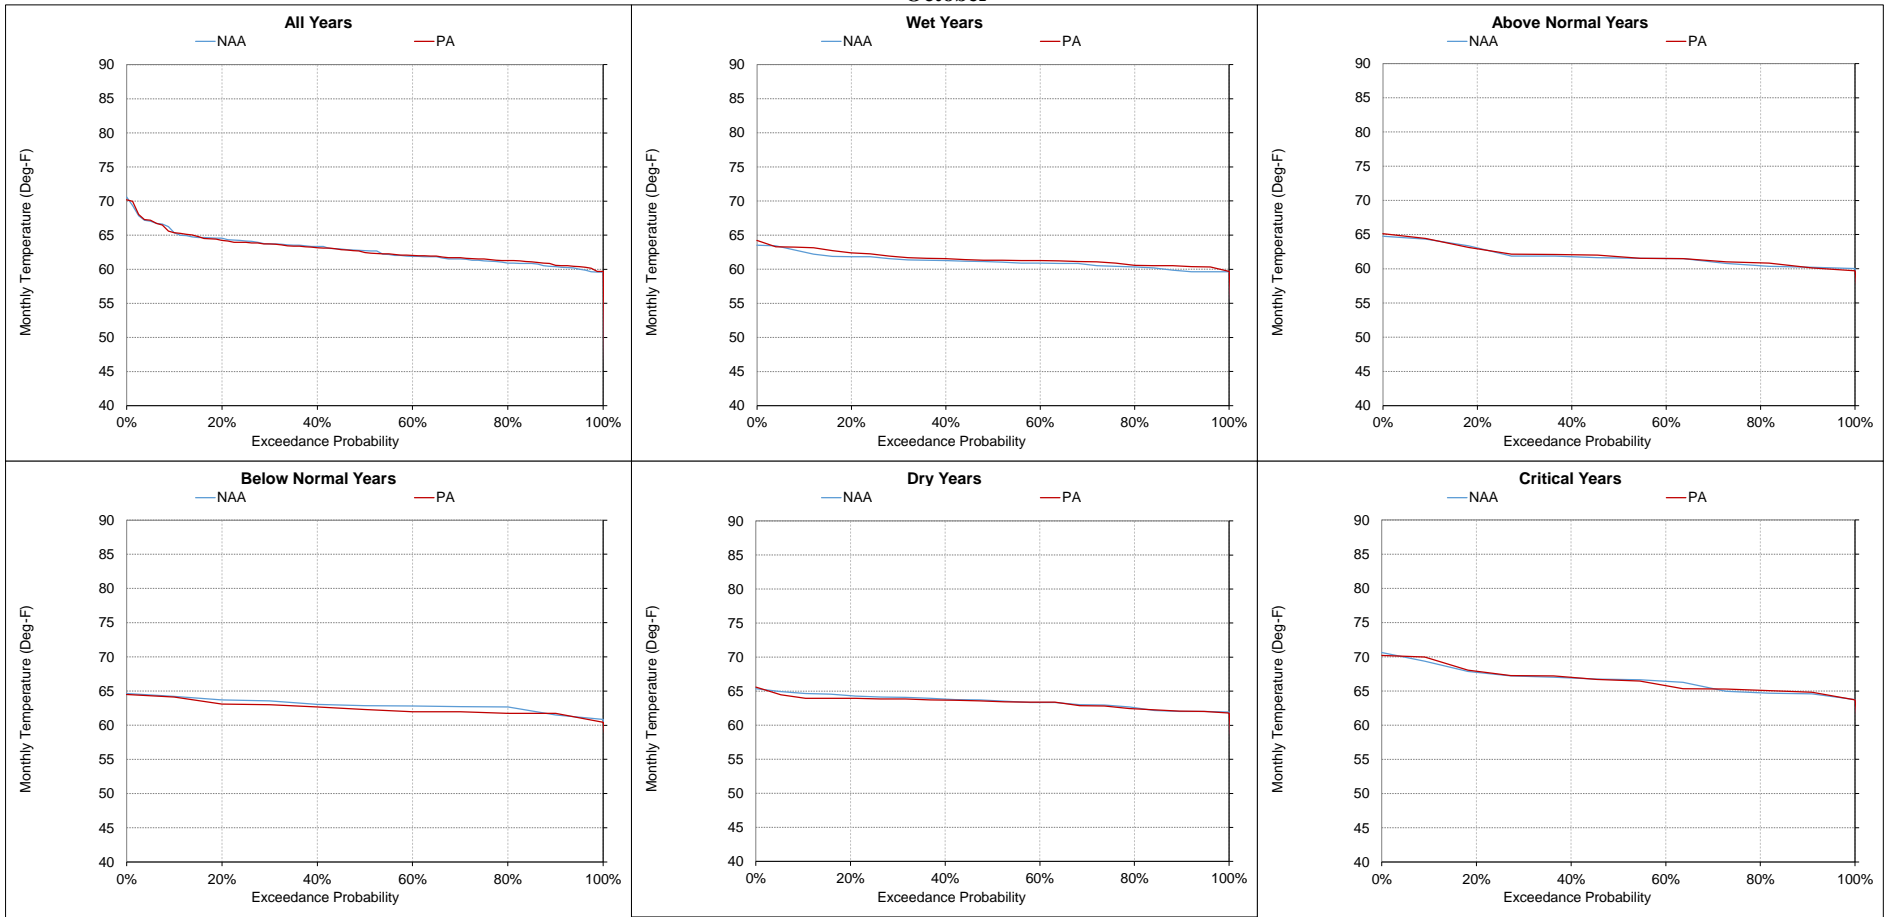 October
All Years
NAA PA
90
85
80
75
70
65
60
55
50
45
40
0% 20% 40% 60% 80% 100%
Monthly Temperature (Deg-F)
Exceedance Probability
Wet Years
NAA PA
90
85
80
75
70
65
60
55
50
45
40
0% 20% 40% 60% 80% 100%
Monthly Temperature (Deg-F)
Exceedance Probability
Above Normal Years
NAA PA
90
85
80
75
70
65
60
55
50
45
40
0% 20% 40% 60% 80% 100%
Monthly Temperature (Deg-F)
Exceedance Probability
Below Normal Years
NAA PA
90
85
80
75
70
65
60
55
50
45
40
0% 20% 40% 60% 80% 100%
Monthly Temperature (Deg-F)
Exceedance Probability
Dry Years
NAA PA
90
85
80
75
70
65
60
55
50
45
40
0% 20% 40% 60% 80% 100%
Monthly Temperature (Deg-F)
Exceedance Probability
Critical Years
NAA PA
90
85
80
75
70
65
60
55
50
45
40
0% 20% 40% 60% 80% 100%
Monthly Temperature (Deg-F)
Exceedance Probability